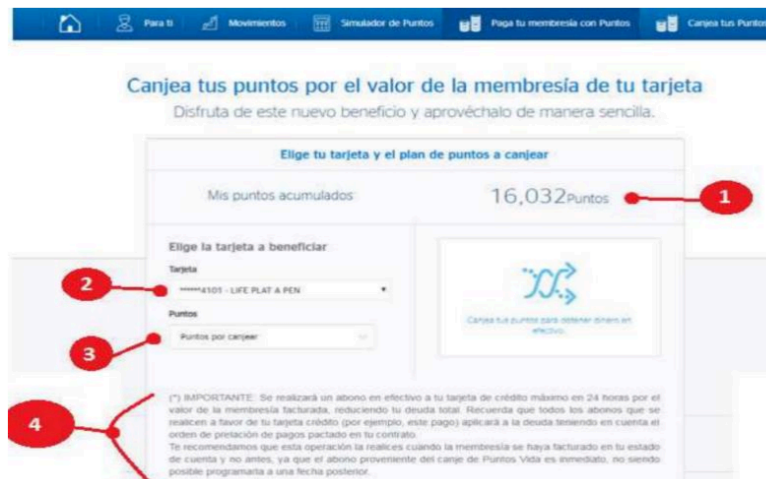 Para ti Movimientos Simulador de Puntos Paga tu membresía con Puntos Canjea tus Puntos
Canjea tus puntos por el valor de la membresía de tu tarjeta
Disfruta de este nuevo beneficio y aprovéchalo de manera sencilla.
Elige tu tarjeta y el plan de puntos a canjear
Mis puntos acumulados 16,032 Puntos 1
Elige la tarjeta a beneficiar
Tarjeta
2 ******4101 - LIFE PLAT A PEN
Puntos
Canjea tus puntos para obtener dinero en
efectivo.
Puntos por canjear
3
(*) IMPORTANTE: Se realizará un abono en efectivo a tu tarjeta de crédito máximo en 24 horas por el
valor de la membresía facturada, reduciendo tu deuda total. Recuerda que todos los abonos que se
realicen a favor de tu tarjeta crédito (por ejemplo, este pago) aplicará a la deuda teniendo en cuenta el
4
orden de prelación de pagos pactado en tu contrato.
Te recomendamos que esta operación la realices cuando la membresía se haya facturado en tu estado
de cuenta y no antes, ya que el abono proveniente del canje de Puntos Vida es inmediato, no siendo
posible programarla a una fecha posterior.